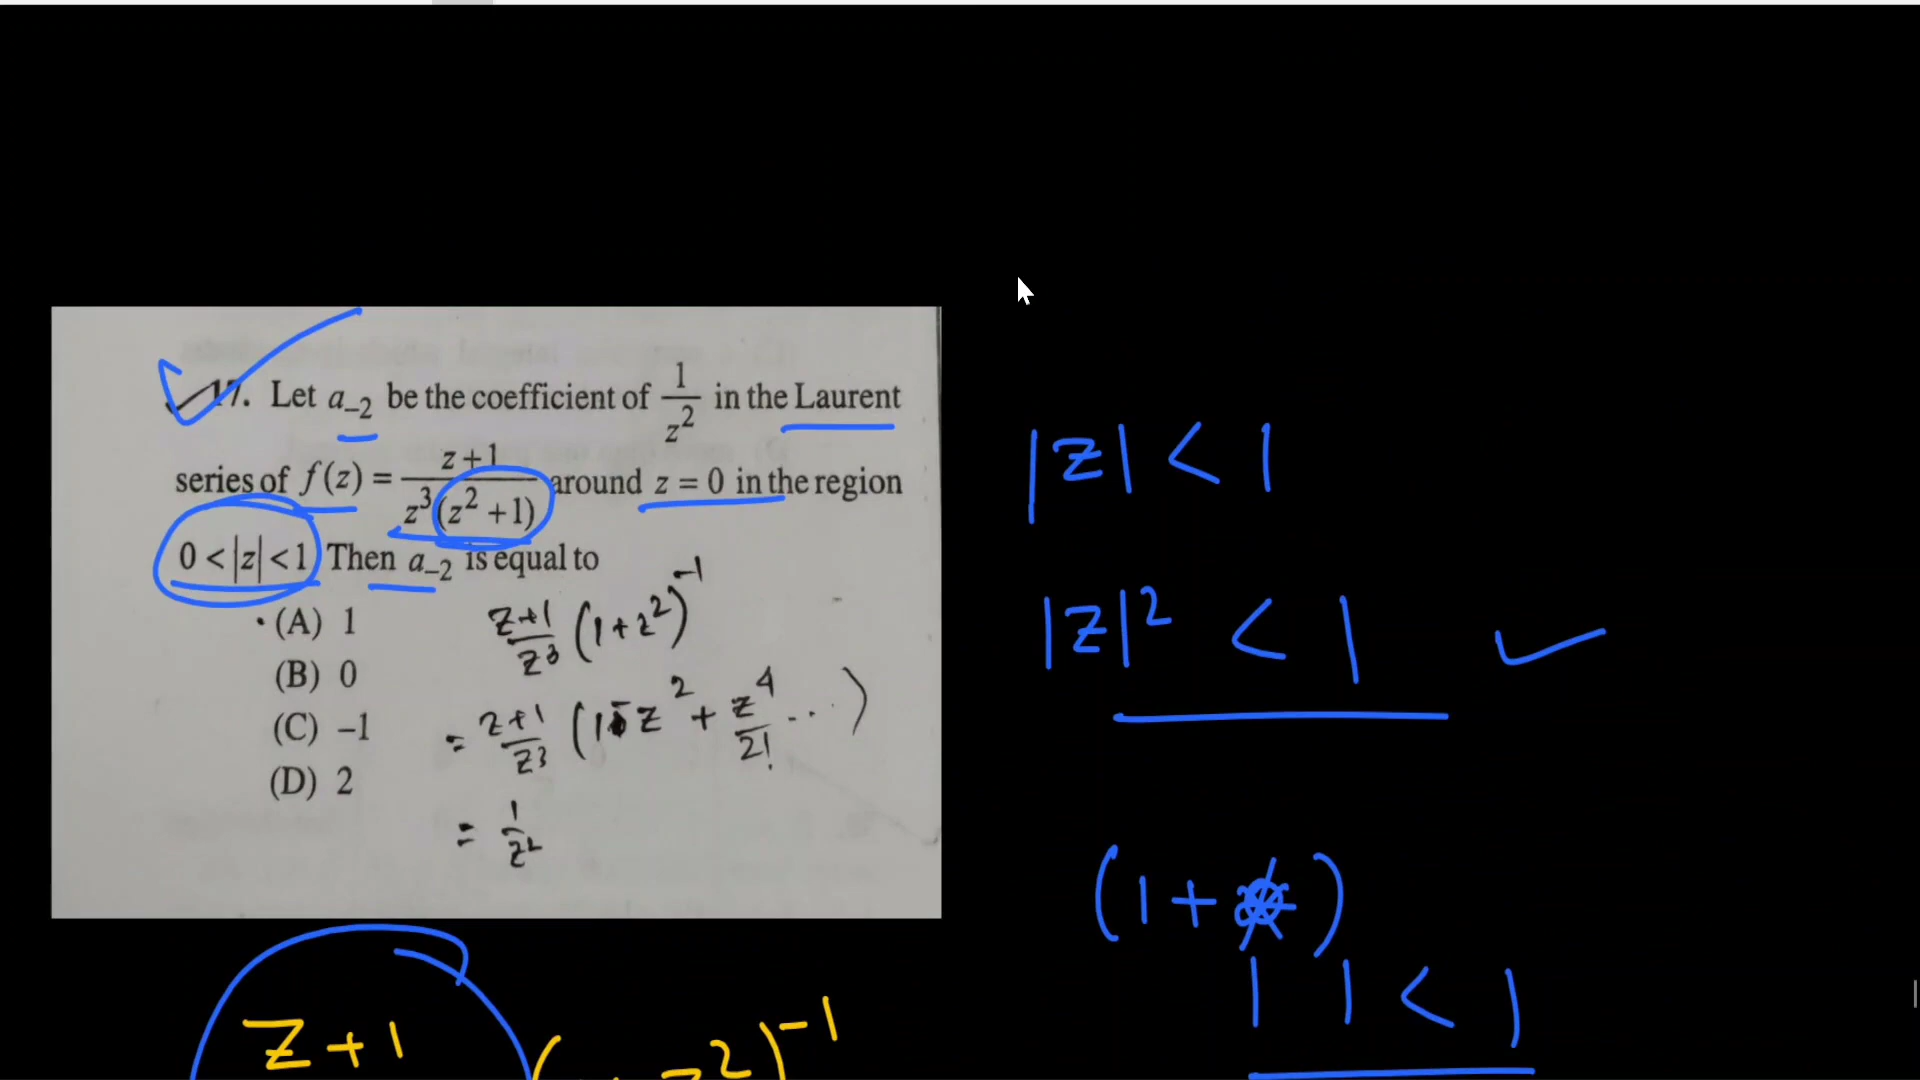 17. Let a₋₂ be the coefficient of 1/z² in the Laurent
series of f(z) = (z+1)/(z³(z²+1)) around z = 0 in the region
0 < |z| < 1 Then a₋₂ is equal to
(A) 1
(B) 0
(C) –1
(D) 2
(z+1)/z³ (1+z²)⁻¹
= (z+1)/z³ (1-z² + z⁴/2! ... )
= 1/z²
|z| < 1
|z|² < 1
(1+ )
| | < 1
z+1
z² )⁻¹